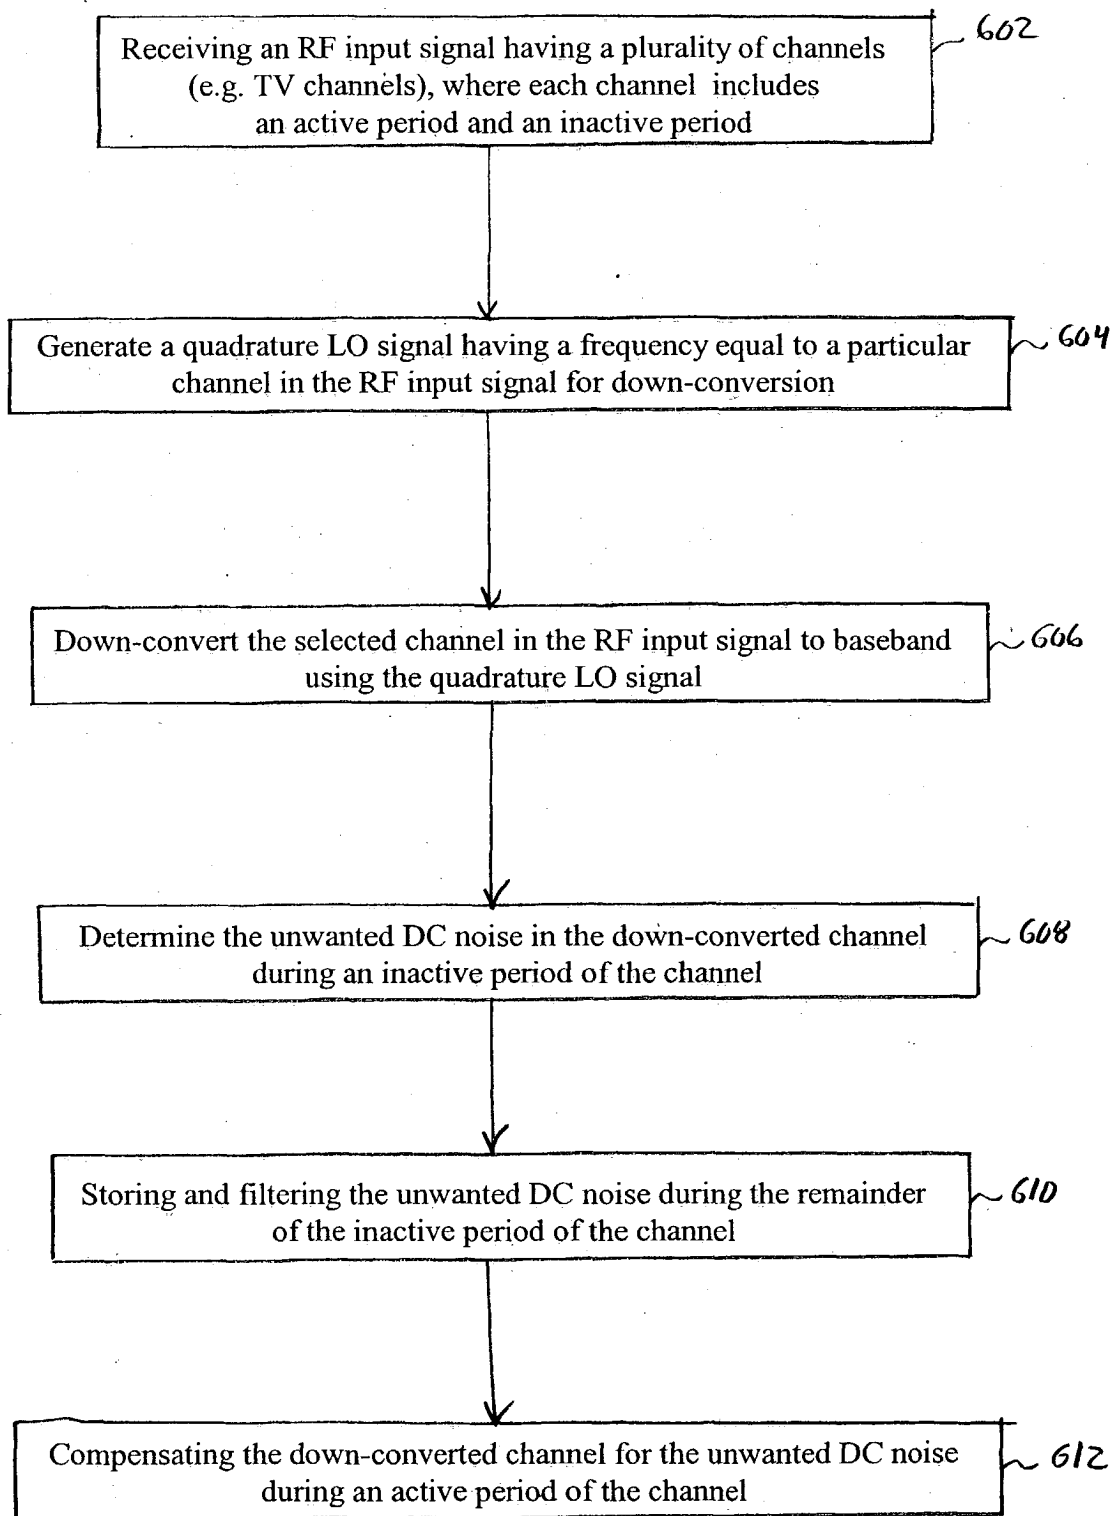 Receiving an RF input signal having a plurality of channels
(e.g. TV channels), where each channel includes
an active period and an inactive period
602
Generate a quadrature LO signal having a frequency equal to a particular
channel in the RF input signal for down-conversion
604
Down-convert the selected channel in the RF input signal to baseband
using the quadrature LO signal
606
Determine the unwanted DC noise in the down-converted channel
during an inactive period of the channel
608
Storing and filtering the unwanted DC noise during the remainder
of the inactive period of the channel
610
Compensating the down-converted channel for the unwanted DC noise
during an active period of the channel
612